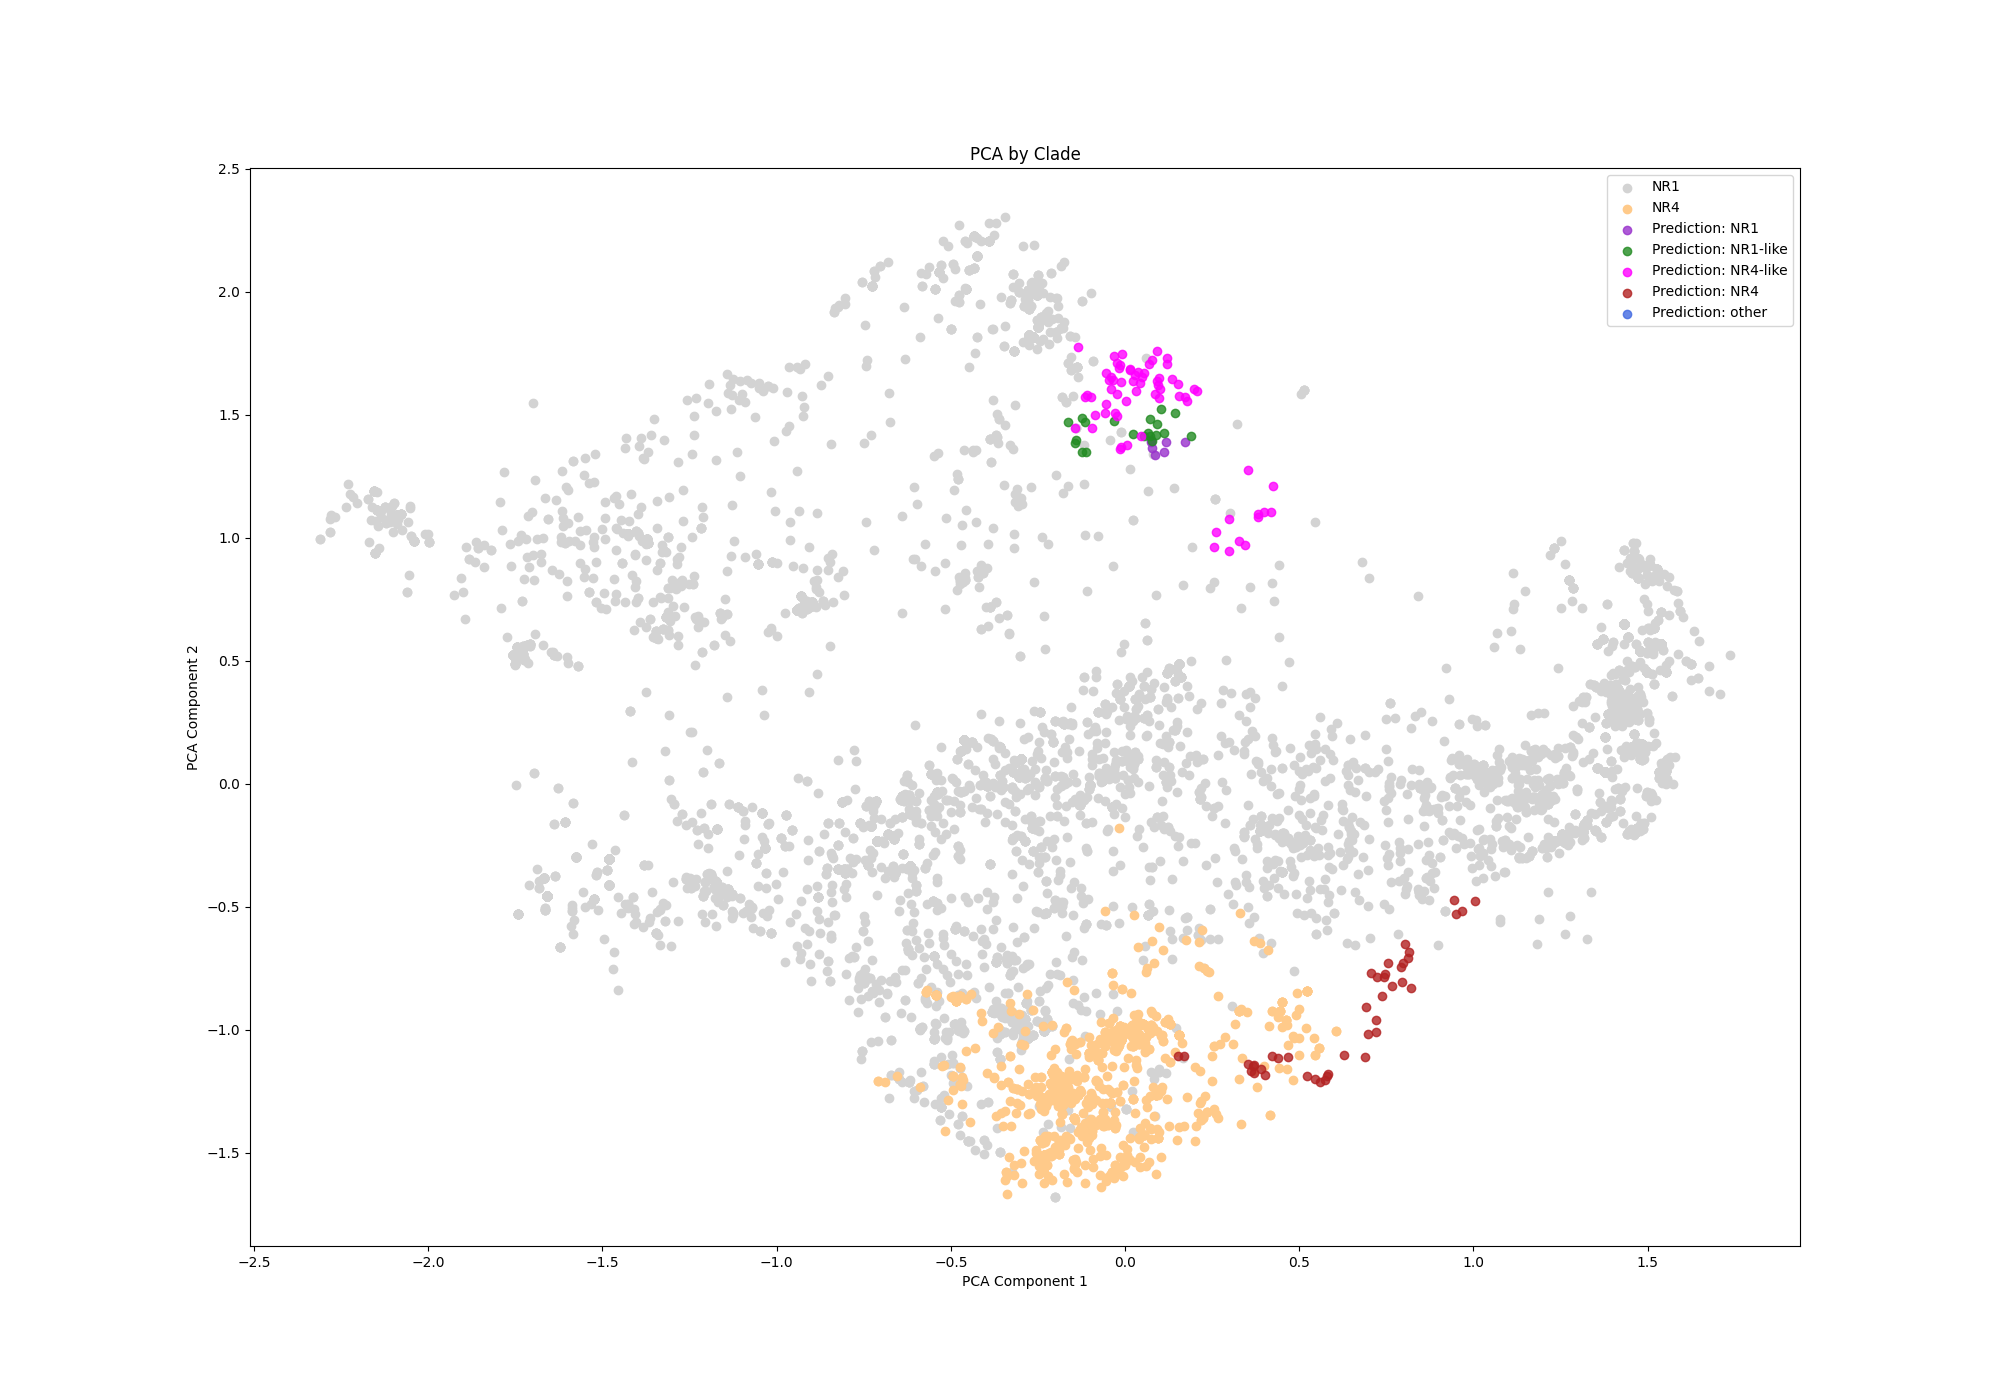 PCA by Clade
NR1
NR4
Prediction: NR1
Prediction: NR1-like
Prediction: NR4-like
Prediction: NR4
Prediction: other
PCA Component 2
2.5
2.0
1.5
1.0
0.5
0.0
−0.5
−1.0
−1.5
−2.5 −2.0 −1.5 −1.0 −0.5 0.0 0.5 1.0 1.5
PCA Component 1